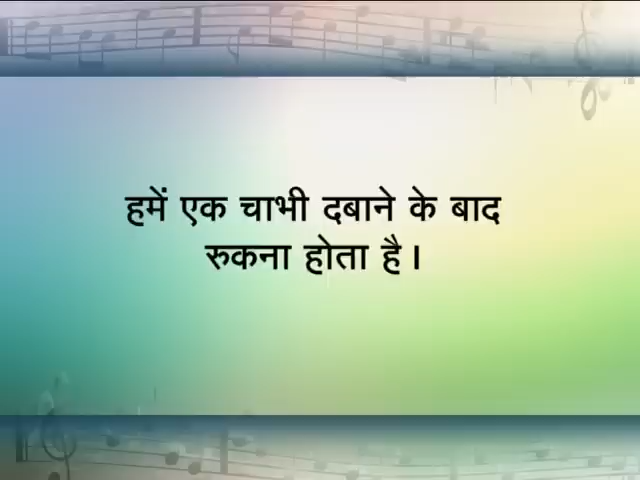 हमें एक चाभी दबाने के बाद
रुकना होता है।